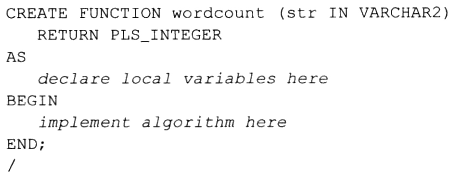 CREATE FUNCTION wordcount (str IN VARCHAR2)
   RETURN PLS_INTEGER
AS
   declare local variables here
BEGIN
   implement algorithm here
END;
/